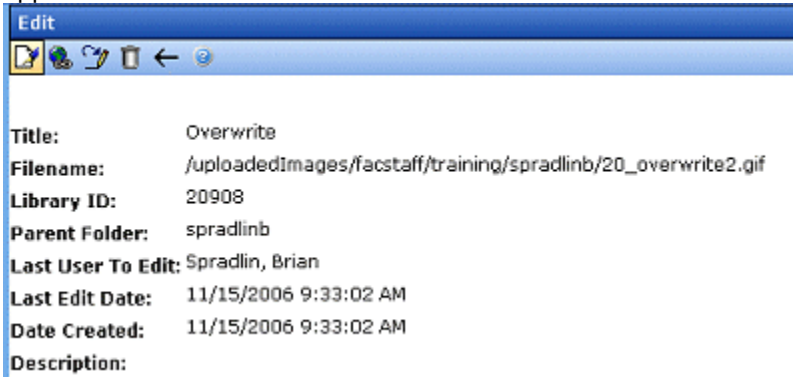 Edit
Title: Overwrite
Filename: /uploadedImages/facstaff/training/spradlinb/20_overwrite2.gif
Library ID: 20908
Parent Folder: spradlinb
Last User To Edit: Spradlin, Brian
Last Edit Date: 11/15/2006 9:33:02 AM
Date Created: 11/15/2006 9:33:02 AM
Description: